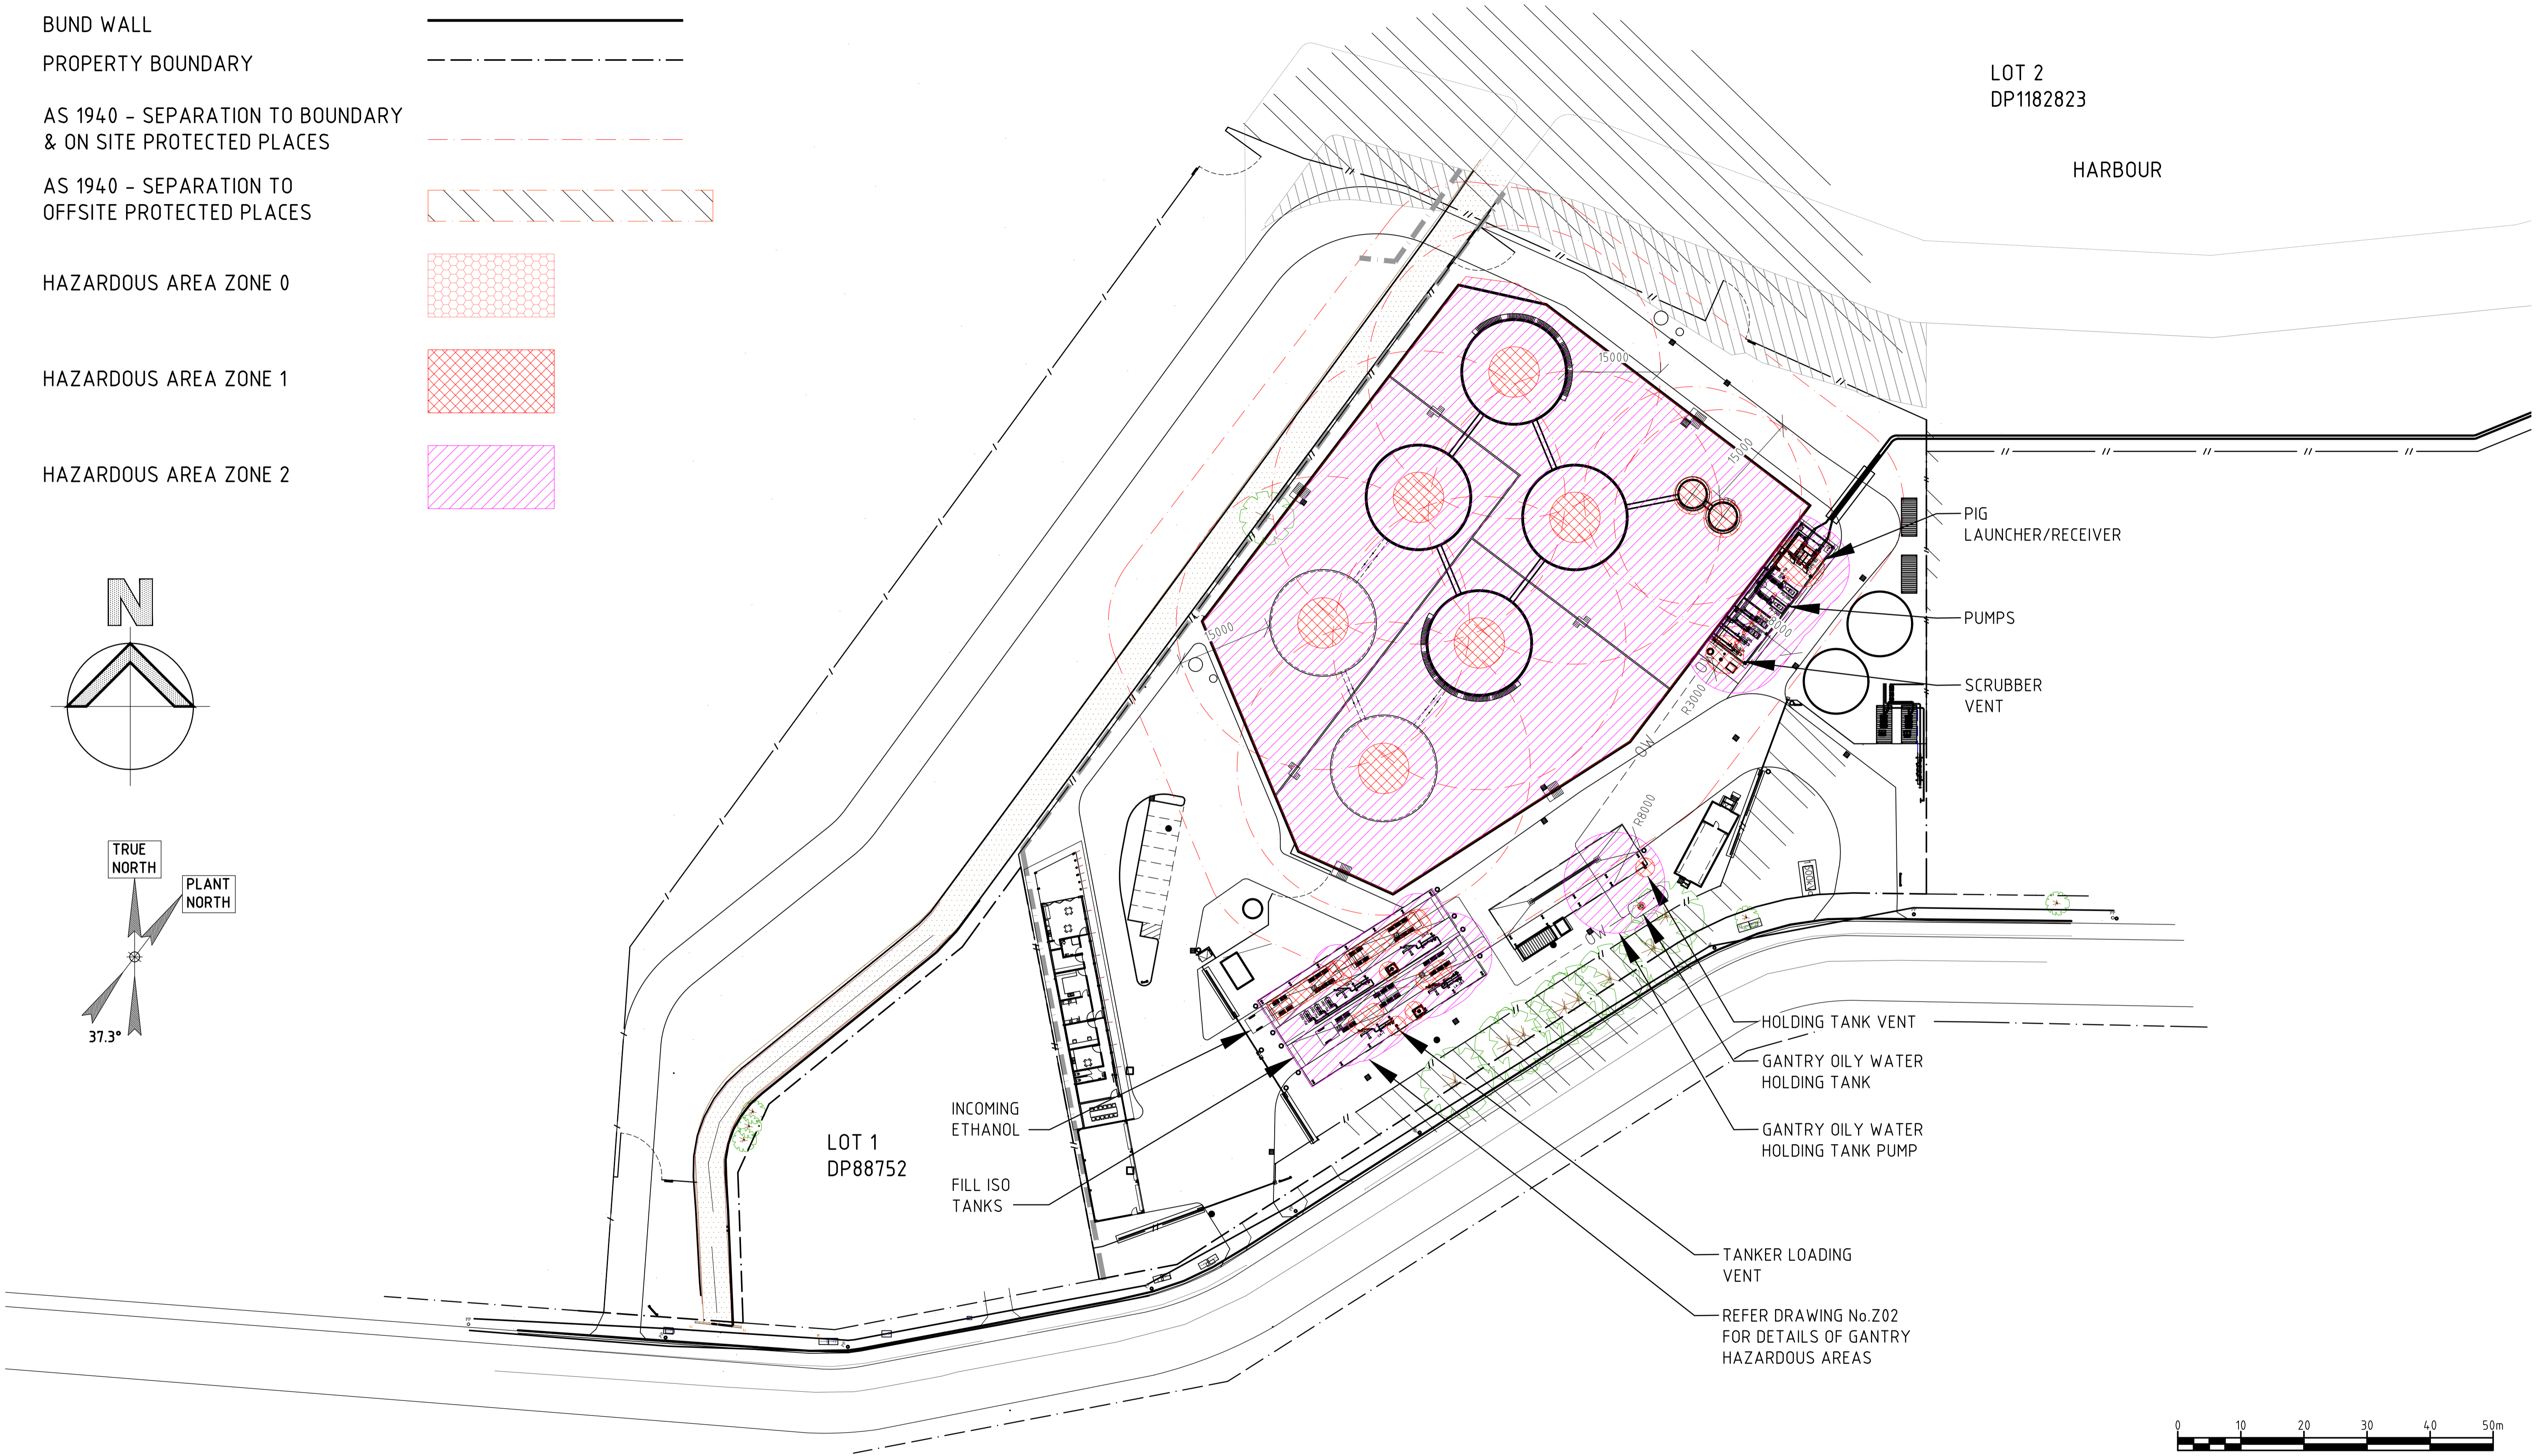 BUND WALL
PROPERTY BOUNDARY
AS 1940 - SEPARATION TO BOUNDARY
& ON SITE PROTECTED PLACES
AS 1940 - SEPARATION TO
OFFSITE PROTECTED PLACES
HAZARDOUS AREA ZONE 0
HAZARDOUS AREA ZONE 1
HAZARDOUS AREA ZONE 2
N
TRUE
NORTH
PLANT
NORTH
37.3°
LOT 2
DP1182823
HARBOUR
15000
15000
15000
8000
R3000
R8000
OW
OW
OW
PIG
LAUNCHER/RECEIVER
PUMPS
SCRUBBER
VENT
HOLDING TANK VENT
GANTRY OILY WATER
HOLDING TANK
GANTRY OILY WATER
HOLDING TANK PUMP
INCOMING
ETHANOL
FILL ISO
TANKS
LOT 1
DP88752
TANKER LOADING
VENT
REFER DRAWING No.Z02
FOR DETAILS OF GANTRY
HAZARDOUS AREAS
0 10 20 30 40 50m